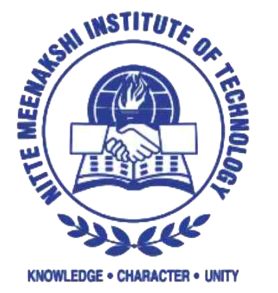 NITTE MEENAKSHI INSTITUTE OF TECHNOLOGY
KNOWLEDGE • CHARACTER • UNITY